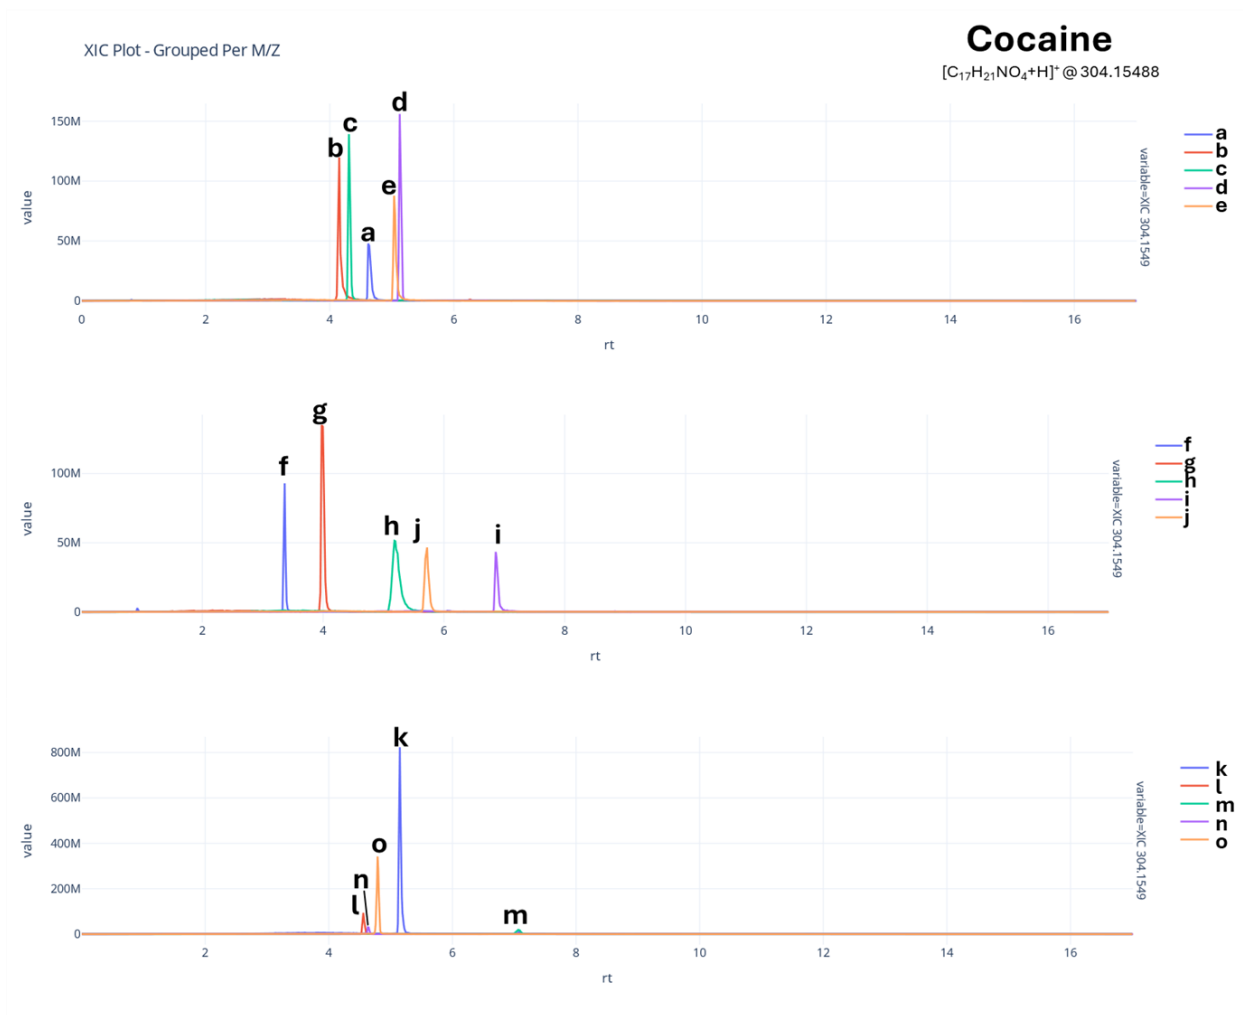 Cocaine
XIC Plot - Grouped Per M/Z
[C₁₇H₂₁NO₄+H]⁺ @ 304.15488
d
c
b
e
a
150M
100M
50M
0
value
0 2 4 6 8 10 12 14 16
rt
variable=XIC 304.1549
a
b
c
d
e
g
f
h
j
i
100M
50M
0
value
2 4 6 8 10 12 14 16
rt
variable=XIC 304.1549
f
g
h
i
j
k
o
n
l
m
800M
600M
400M
200M
0
value
2 4 6 8 10 12 14 16
rt
variable=XIC 304.1549
k
l
m
n
o